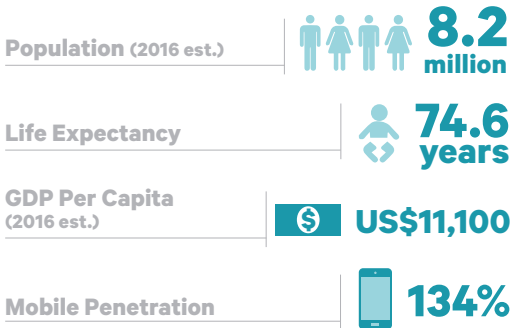 Population (2016 est.)
8.2
million
Life Expectancy
74.6
years
GDP Per Capita
(2016 est.)
$
US$11,100
Mobile Penetration
134%